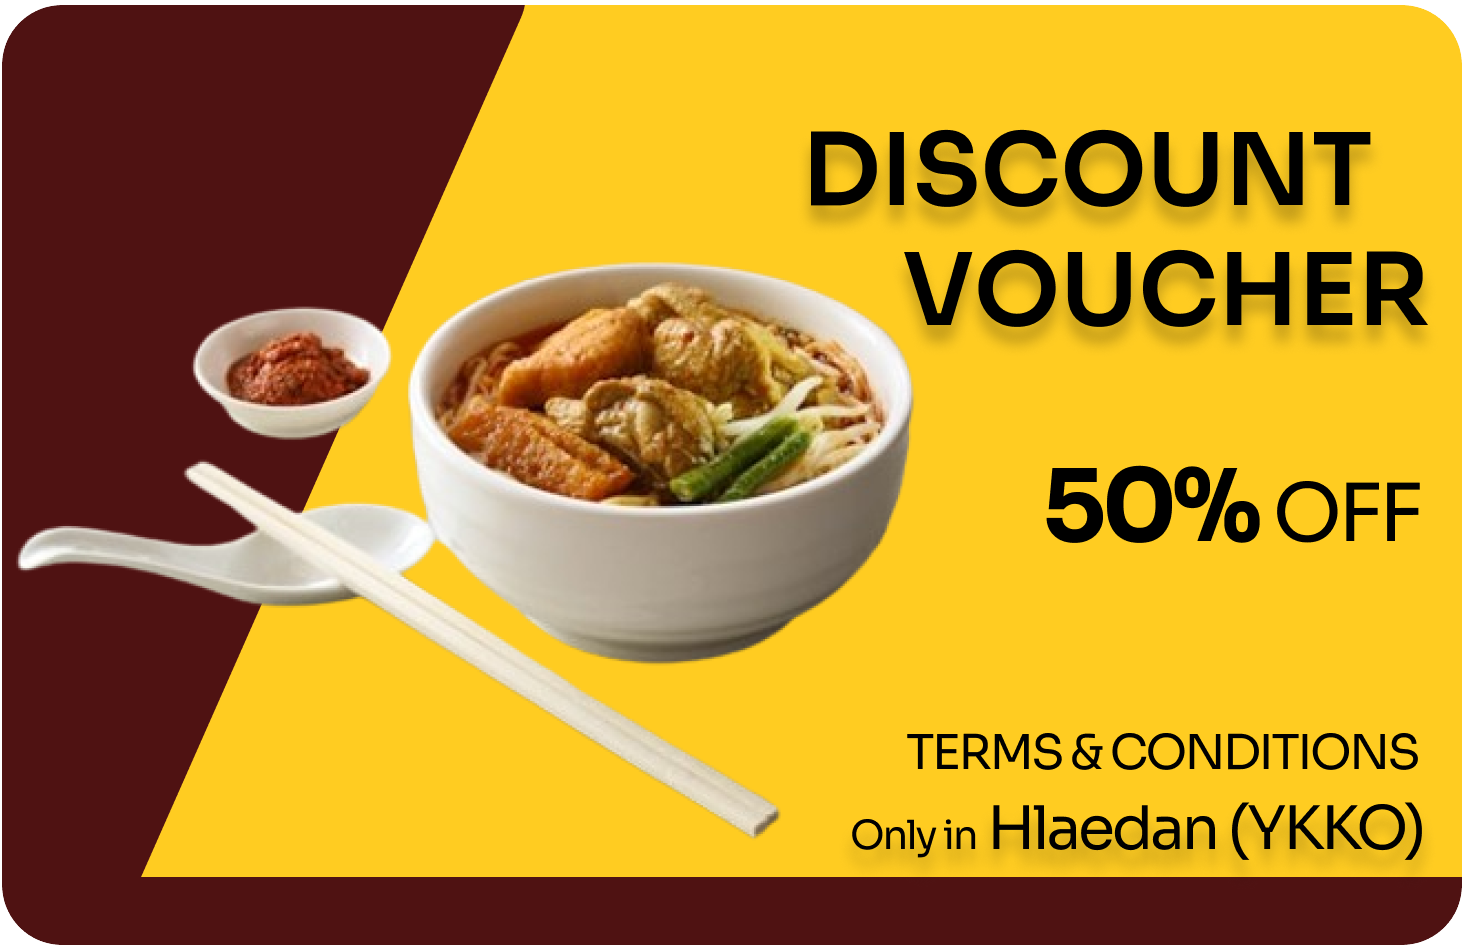 DISCOUNT
VOUCHER
50% OFF
TERMS & CONDITIONS
Only in Hlaedan (YKKO)